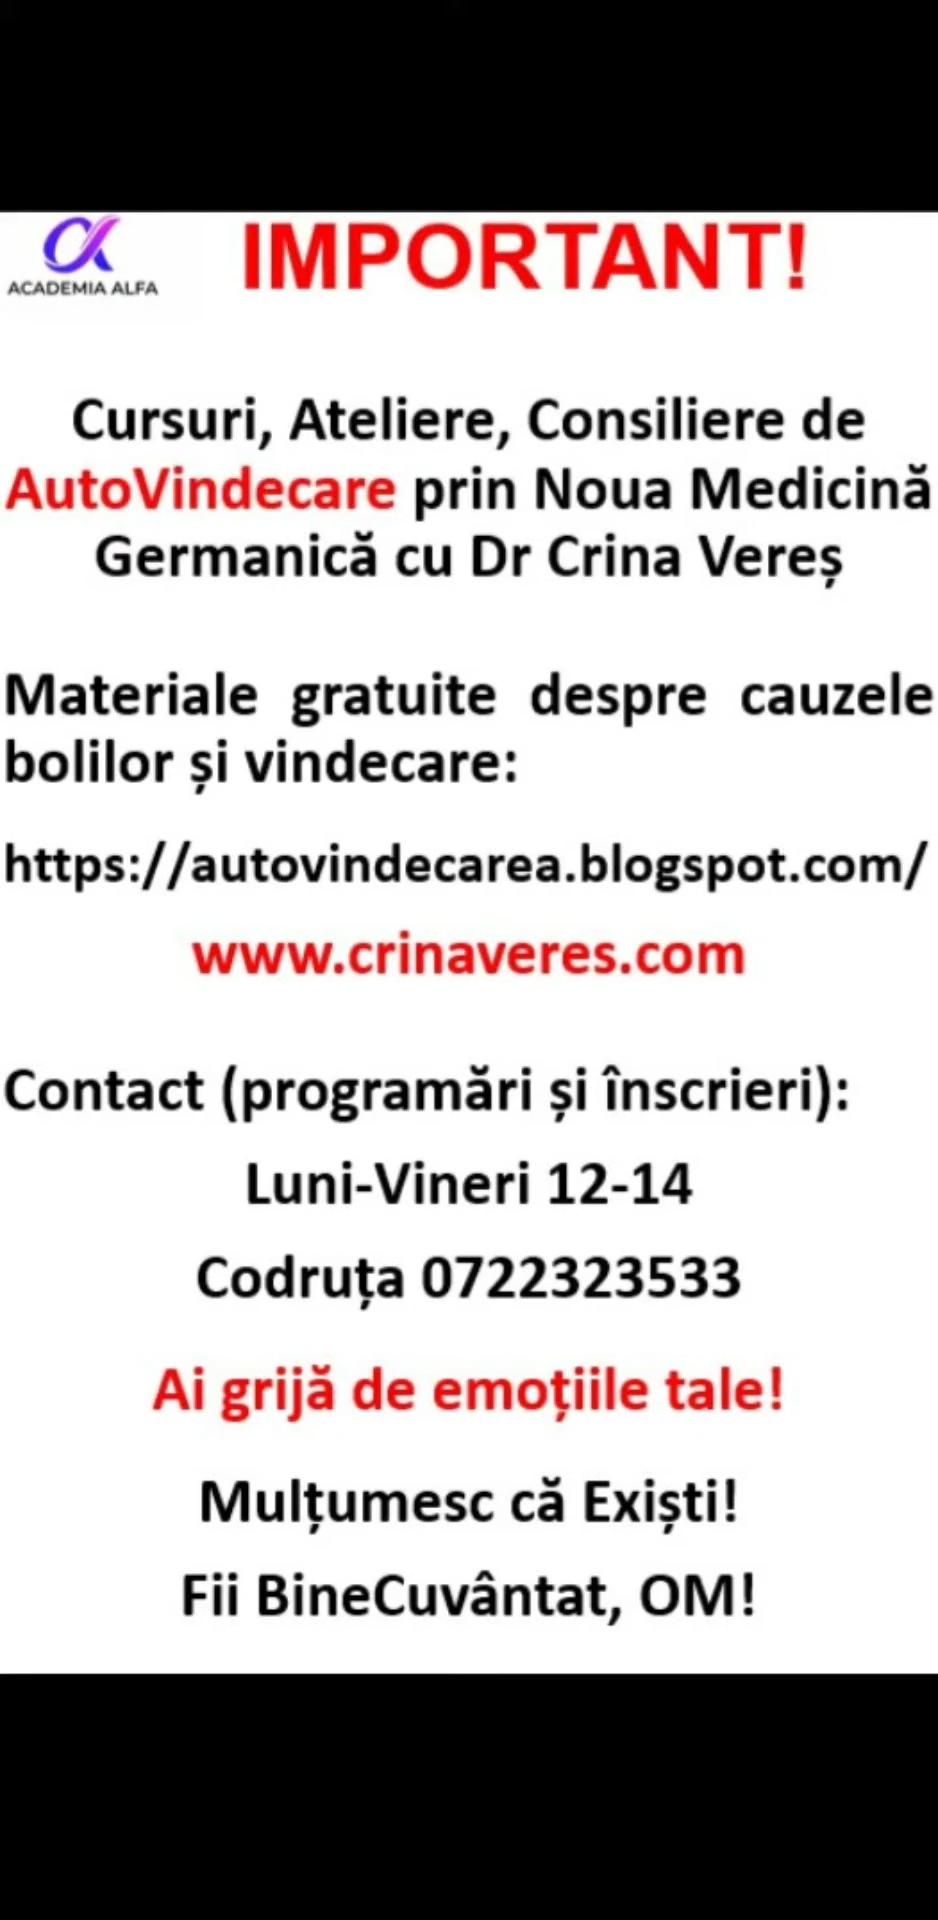 ACADEMIA ALFA
IMPORTANT!
Cursuri, Ateliere, Consiliere de
AutoVindecare prin Noua Medicină
Germanică cu Dr Crina Vereș
Materiale gratuite despre cauzele
bolilor și vindecare:
https://autovindecarea.blogspot.com/
www.crinaveres.com
Contact (programări și înscrieri):
Luni-Vineri 12-14
Codruța 0722323533
Ai grijă de emoțiile tale!
Mulțumesc că Exiști!
Fii BineCuvântat, OM!